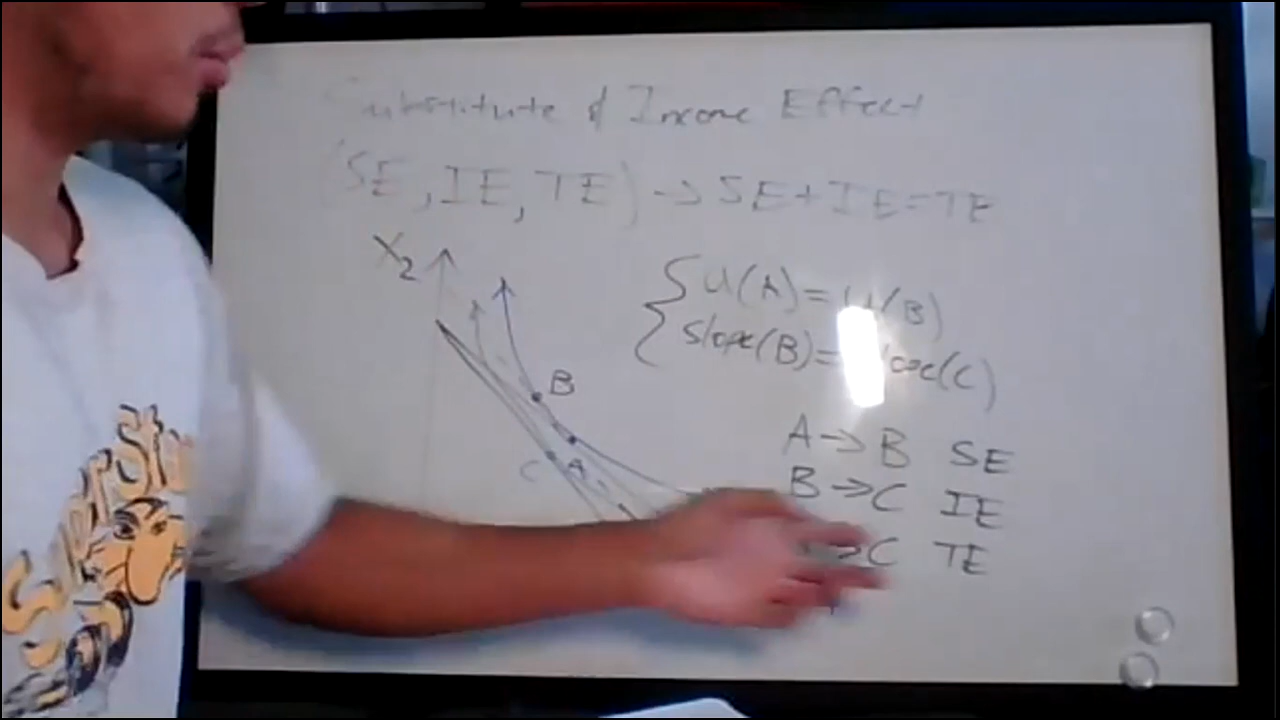 Substitute & Income Effect
(SE, IE, TE) -> SE+IE=TE
X2
U(A)=U(B)
Slope(B)=slope(C)
B
C
A
A->B SE
B->C IE
->C TE